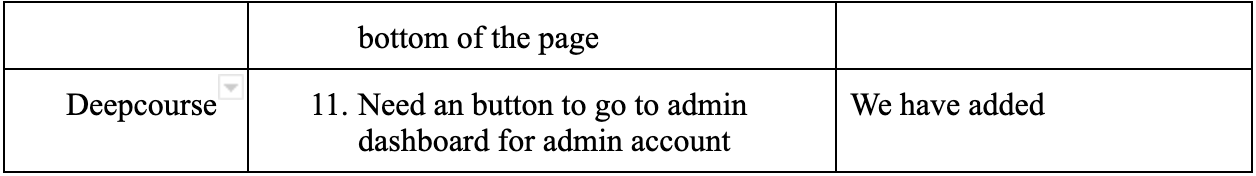 bottom of the page
Deepcourse
11. Need an button to go to admin
dashboard for admin account
We have added